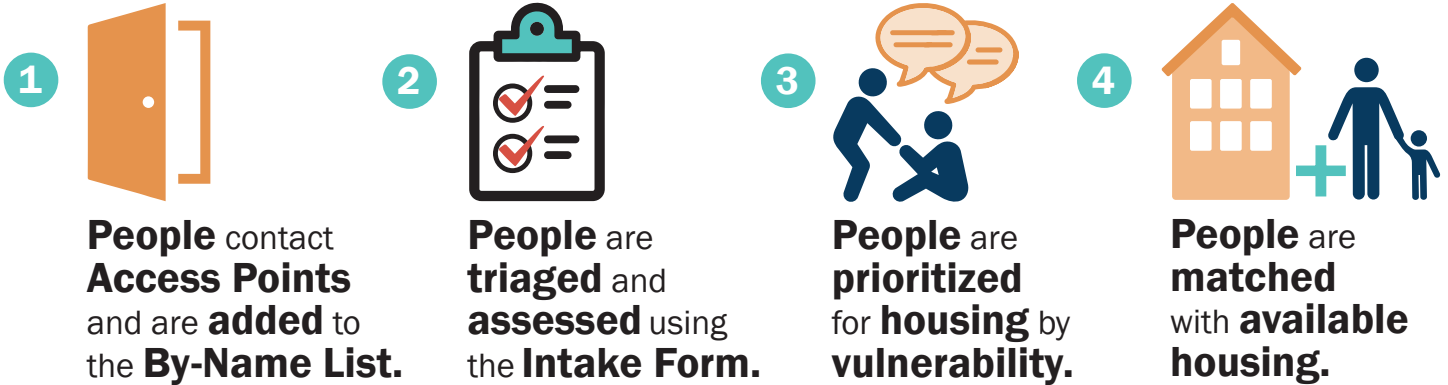 1
People contact
Access Points
and are added to
the By-Name List.
2
People are
triaged and
assessed using
the Intake Form.
3
People are
prioritized
for housing by
vulnerability.
4
People are
matched
with available
housing.